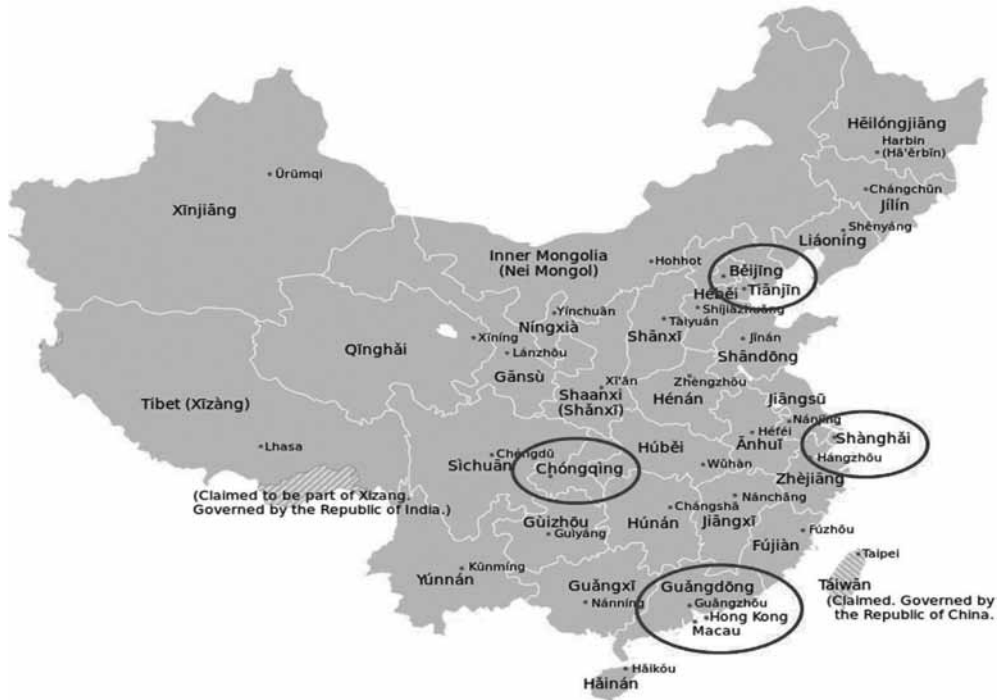 Hēilóngjiāng
Harbin
(Hā'ěrbīn)
Ürümqi
Chángchūn
Xīnjiāng
Jílín
Shěnyáng
Liáoníng
Inner Mongolia
(Nei Mongol)
Hohhot
Běijīng
Tiānjīn
Héběi
Shíjiāzhuāng
Yínchuān
Níngxià
Tàiyuán
Shānxī
Xīníng
Jǐnán
Qīnghǎi
Lánzhōu
Shāndōng
Gānsù
Xī'ān
Zhèngzhōu
Shaanxi
(Shǎnxī)
Hénán
Jiāngsū
Tibet (Xīzàng)
Nánjīng
Héféi
Shànghǎi
Ānhuī
Lhasa
Húběi
Chéngdū
Hángzhōu
Sìchuān
Chóngqìng
Wǔhàn
Zhèjiāng
(Claimed to be part of Xīzang.
Governed by the Republic of India.)
Nánchāng
Chángshā
Gùizhōu
Húnán
Jiāngxī
Guìyáng
Fúzhōu
Fújiàn
Taipei
Kūnmíng
Yúnnán
Guǎngxī
Guǎngdōng
Táiwān
(Claimed. Governed by
the Republic of China.
Nánníng
Guǎngzhōu
Hong Kong
Macau
Hǎikǒu
Hǎinán